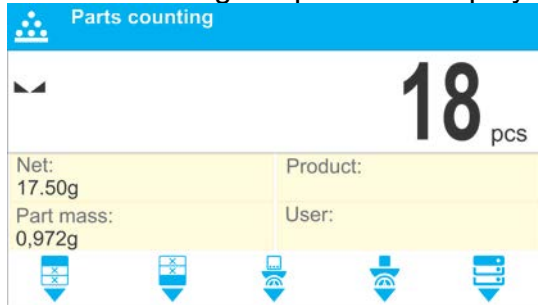 Parts counting
18 pcs
Net:
17.50g
Product:
Part mass:
0,972g
User: